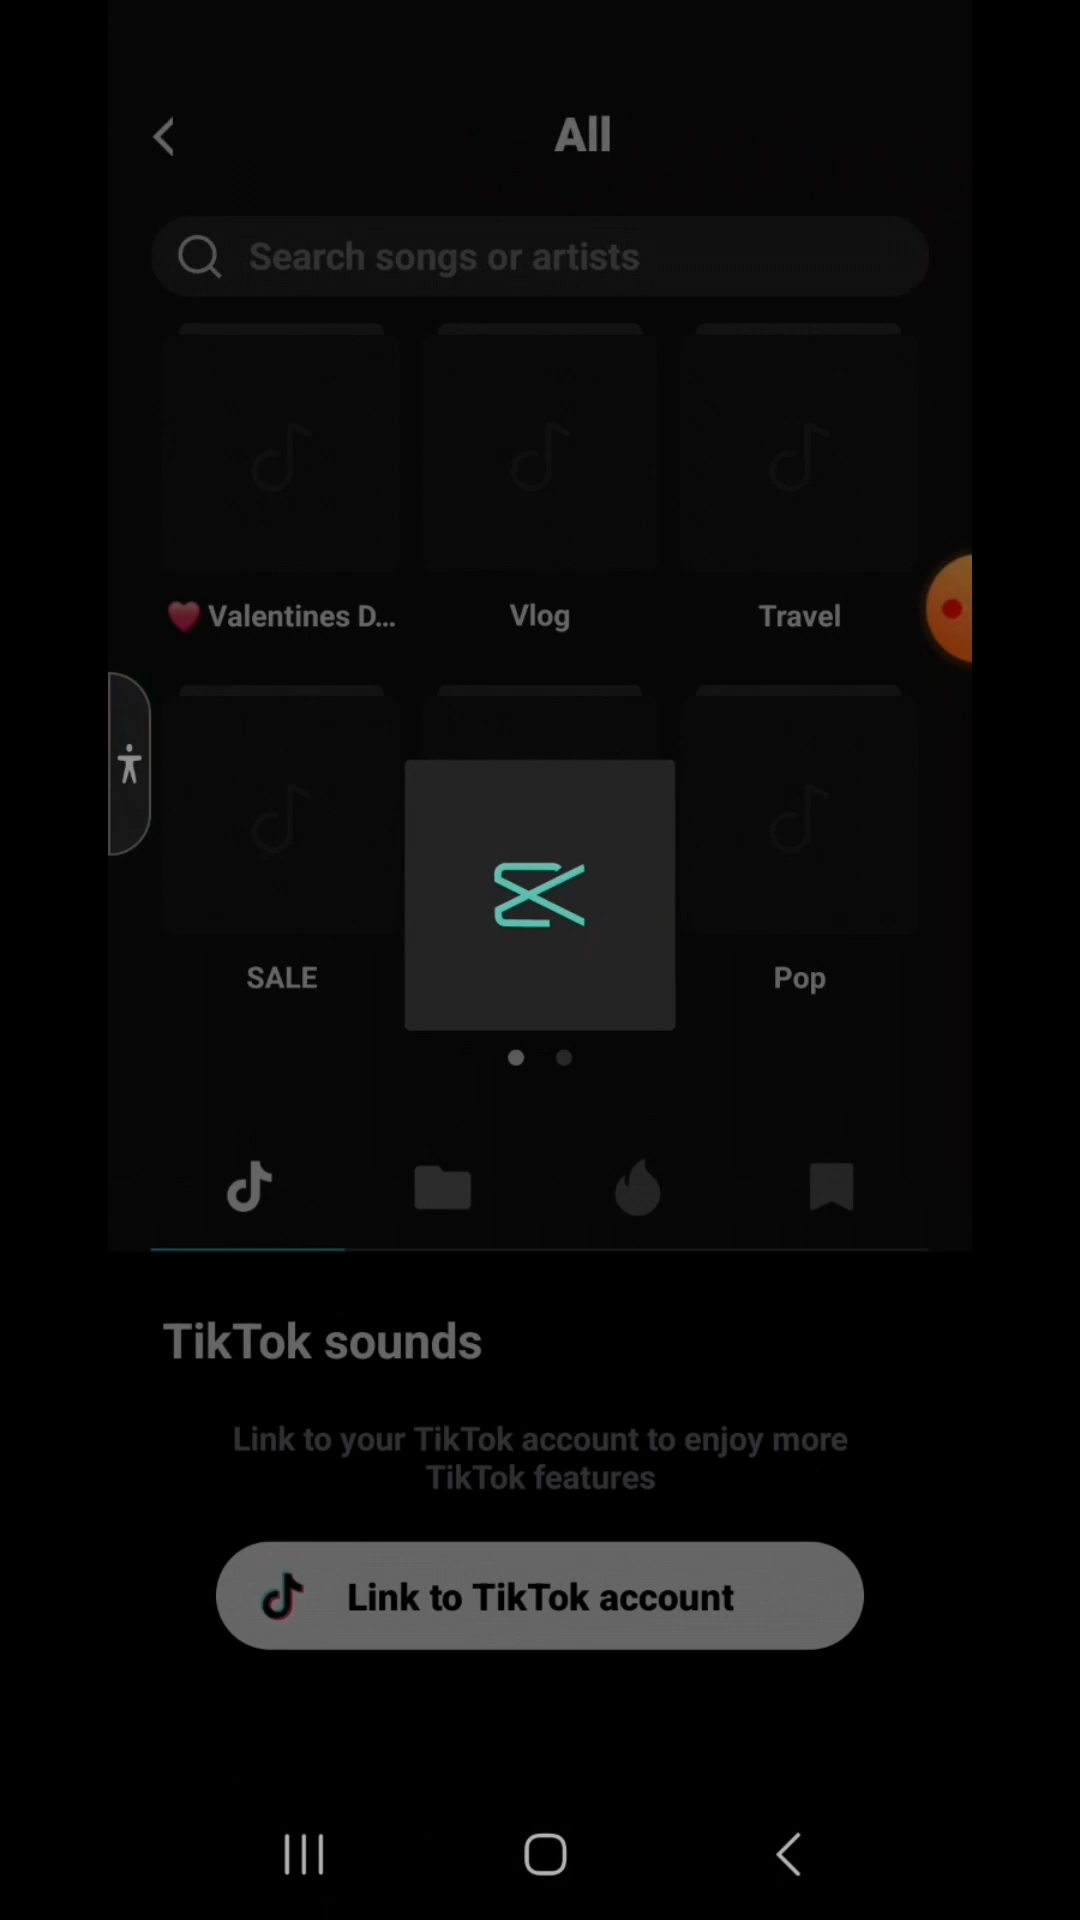 All
Search songs or artists
Valentines D...
Vlog
Travel
SALE
Pop
TikTok sounds
Link to your TikTok account to enjoy more
TikTok features
Link to TikTok account